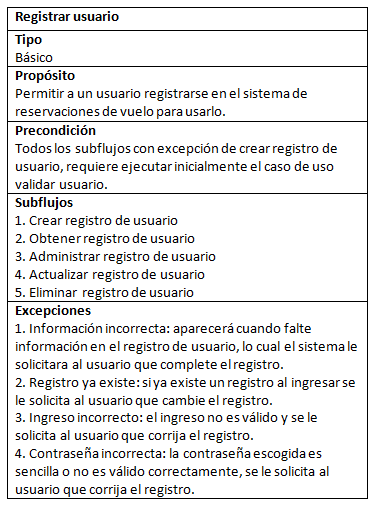 Registrar usuario
Tipo
Básico
Propósito
Permitir a un usuario registrarse en el sistema de
reservaciones de vuelo para usarlo.
Precondición
Todos los subflujos con excepción de crear registro de
usuario, requiere ejecutar inicialmente el caso de uso
validar usuario.
Subflujos
1. Crear registro de usuario
2. Obtener registro de usuario
3. Administrar registro de usuario
4. Actualizar registro de usuario
5. Eliminar registro de usuario
Excepciones
1. Información incorrecta: aparecerá cuando falte
información en el registro de usuario, lo cual el sistema le
solicitara al usuario que complete el registro.
2. Registro ya existe: si ya existe un registro al ingresar se
le solicita al usuario que cambie el registro.
3. Ingreso incorrecto: el ingreso no es válido y se le
solicita al usuario que corrija el registro.
4. Contraseña incorrecta: la contraseña escogida es
sencilla o no es válido correctamente, se le solicita al
usuario que corrija el registro.